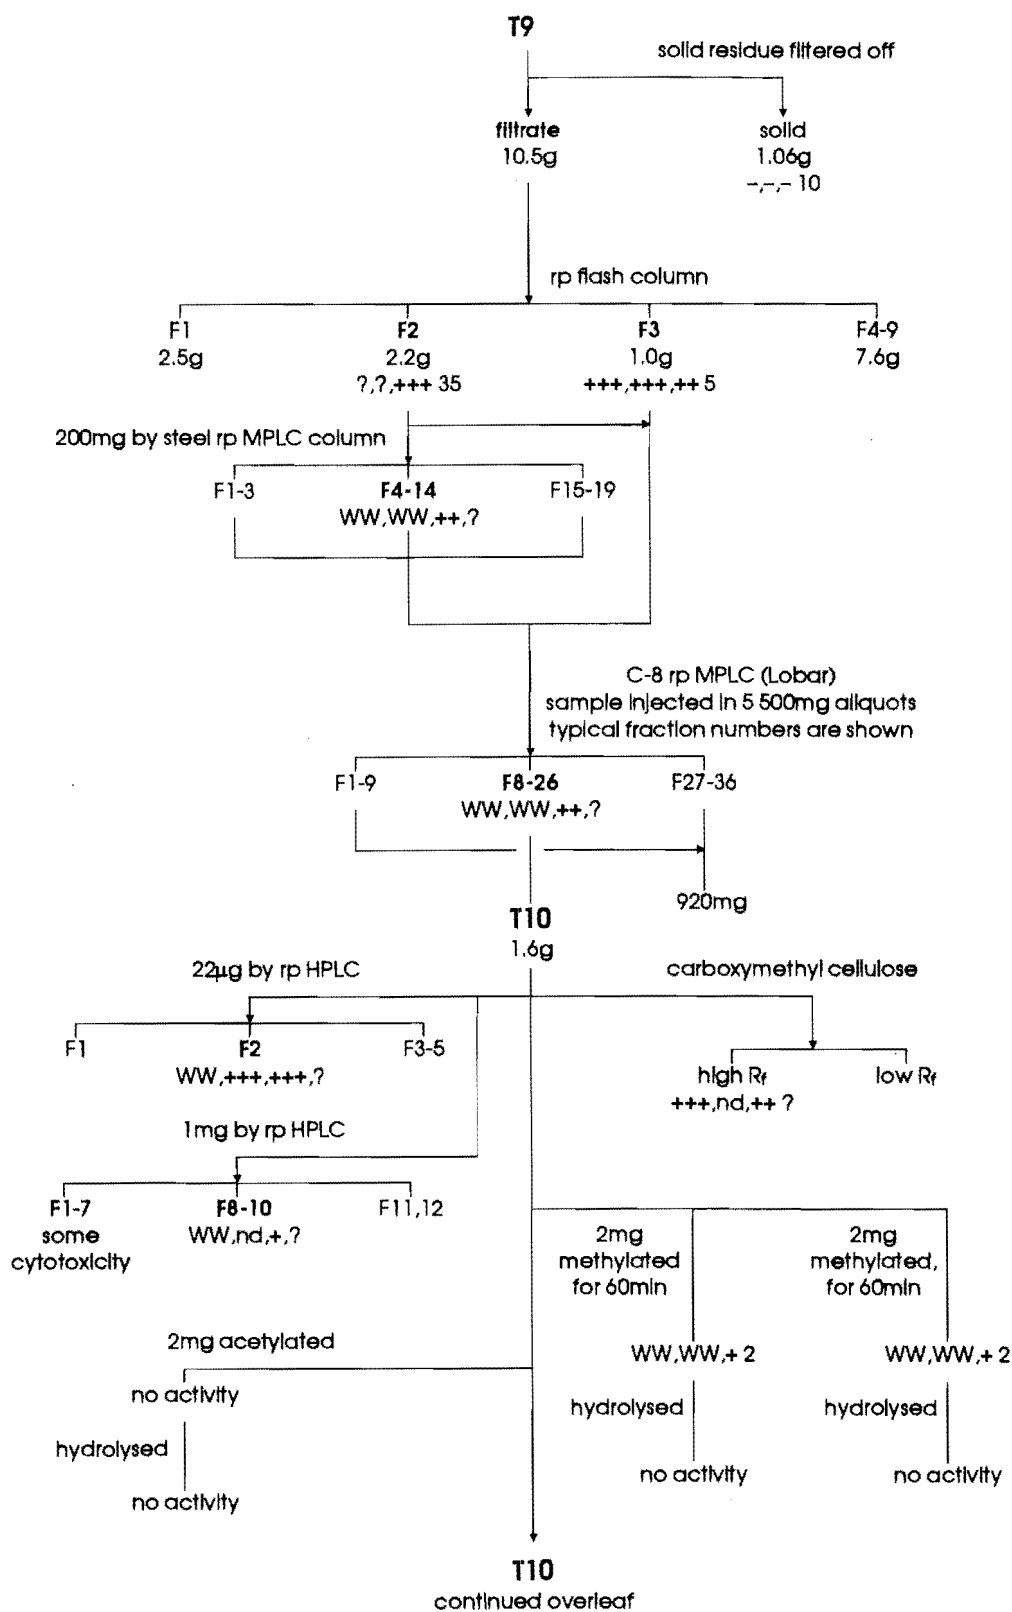 T9
solid residue filtered off
filtrate
10.5g
solid
1.06g
–,–,– 10
rp flash column
F1
2.5g
F2
2.2g
?,?,+++ 35
F3
1.0g
+++,+++,++ 5
F4-9
7.6g
200mg by steel rp MPLC column
F1-3
F4-14
WW,WW,++,?
F15-19
C-8 rp MPLC (Lobar)
sample injected in 5 500mg aliquots
typical fraction numbers are shown
F1-9
F8-26
WW,WW,++,?
F27-36
920mg
T10
1.6g
22µg by rp HPLC
carboxymethyl cellulose
F1
F2
WW,+++,+++,?
F3-5
high Rf
+++,nd,++ ?
low Rf
1mg by rp HPLC
F1-7
some
cytotoxicity
F8-10
WW,nd,+,?
F11,12
2mg
methylated
for 60min
2mg
methylated,
for 60min
WW,WW,+ 2
WW,WW,+ 2
hydrolysed
hydrolysed
no activity
no activity
2mg acetylated
no activity
hydrolysed
no activity
T10
continued overleaf